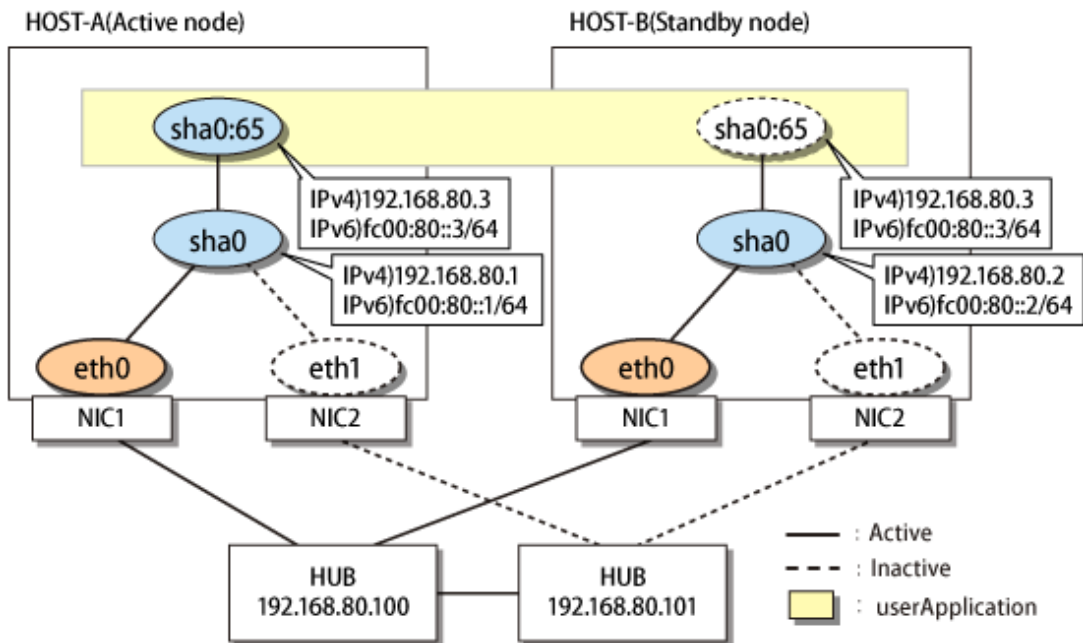 HOST-A(Active node)
HOST-B(Standby node)
sha0:65
sha0:65
IPv4)192.168.80.3
IPv6)fc00:80::3/64
IPv4)192.168.80.3
IPv6)fc00:80::3/64
sha0
sha0
IPv4)192.168.80.1
IPv6)fc00:80::1/64
IPv4)192.168.80.2
IPv6)fc00:80::2/64
eth0
eth1
eth0
eth1
NIC1
NIC2
NIC1
NIC2
HUB
192.168.80.100
HUB
192.168.80.101
: Active
: Inactive
: userApplication